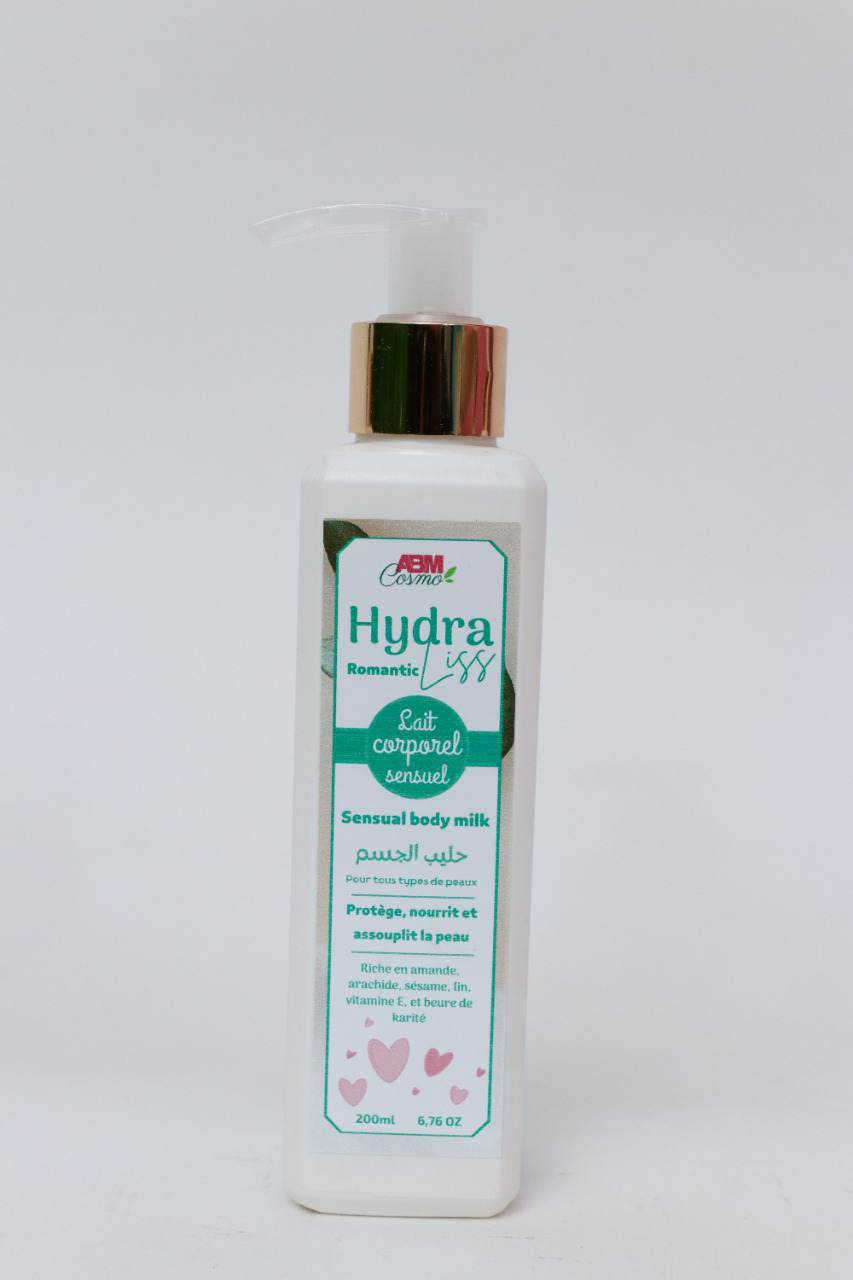 ABM
Cosmo
Hydra
Romantic Liss
Lait
corporel
sensuel
Sensual body milk
حليب الجسم
Pour tous types de peaux
Protège, nourrit et
assouplit la peau
Riche en amande,
arachide, sésame, lin,
vitamine E, et beure de
karité
200ml 6,76 OZ